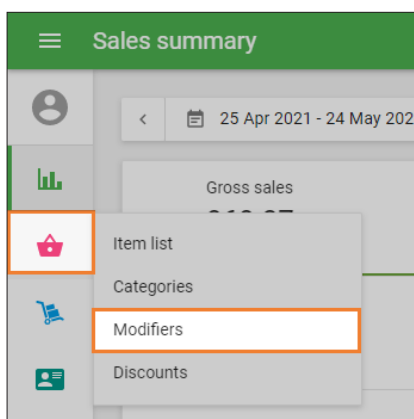 Sales summary
25 Apr 2021 - 24 May 202
Gross sales
Item list
Categories
Modifiers
Discounts